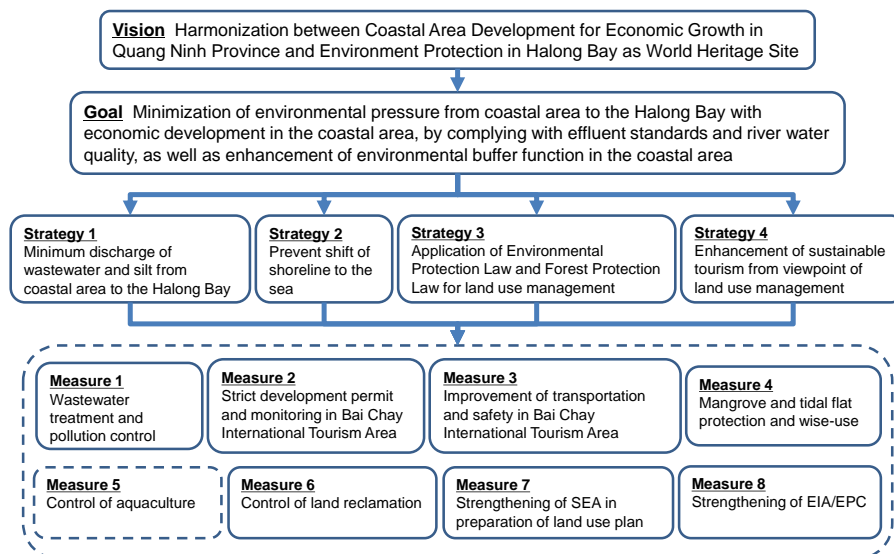 Vision Harmonization between Coastal Area Development for Economic Growth in
Quang Ninh Province and Environment Protection in Halong Bay as World Heritage Site
Goal Minimization of environmental pressure from coastal area to the Halong Bay with
economic development in the coastal area, by complying with effluent standards and river water
quality, as well as enhancement of environmental buffer function in the coastal area
Strategy 1
Minimum discharge of
wastewater and silt from
coastal area to the Halong Bay
Strategy 2
Prevent shift of
shoreline to the
sea
Strategy 3
Application of Environmental
Protection Law and Forest Protection
Law for land use management
Strategy 4
Enhancement of sustainable
tourism from viewpoint of
land use management
Measure 1
Wastewater
treatment and
pollution control
Measure 2
Strict development permit
and monitoring in Bai Chay
International Tourism Area
Measure 3
Improvement of transportation
and safety in Bai Chay
International Tourism Area
Measure 4
Mangrove and tidal flat
protection and wise-use
Measure 5
Control of aquaculture
Measure 6
Control of land reclamation
Measure 7
Strengthening of SEA in
preparation of land use plan
Measure 8
Strengthening of EIA/EPC